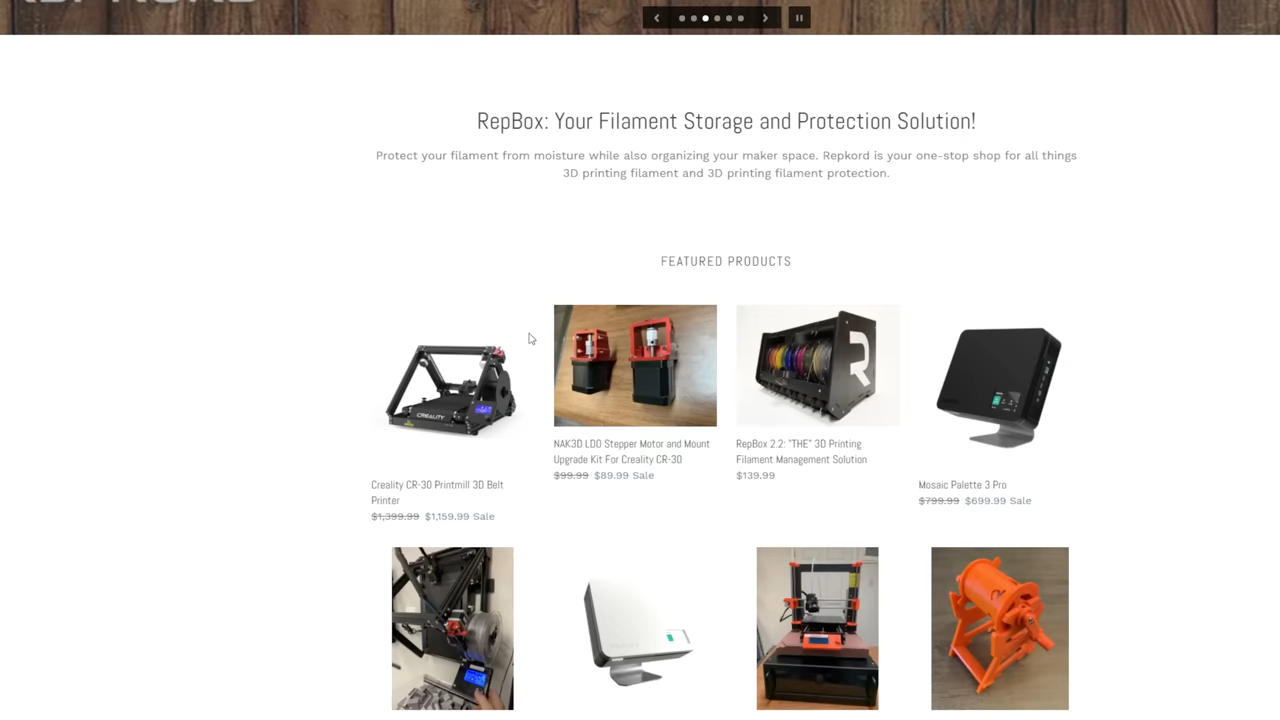 RepBox: Your Filament Storage and Protection Solution!
Protect your filament from moisture while also organizing your maker space. Repkord is your one-stop shop for all things
3D printing filament and 3D printing filament protection.
FEATURED PRODUCTS
CREALITY
R
Creality CR-30 Printmill 3D Belt
Printer
$1,399.99 $1,159.99 Sale
NAK3D LDO Stepper Motor and Mount
Upgrade Kit For Creality CR-30
$99.99 $89.99 Sale
RepBox 2.2: "THE" 3D Printing
Filament Management Solution
$139.99
Mosaic Palette 3 Pro
$799.99 $699.99 Sale